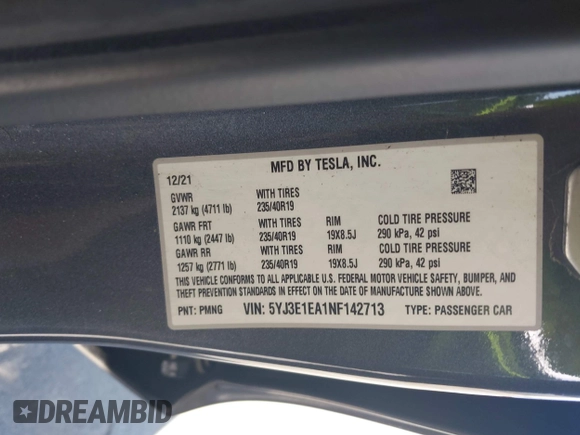 MFD BY TESLA, INC.
12/21
GVWR WITH TIRES
2137 kg (4711 lb) 235/40R19
GAWR FRT WITH TIRES RIM COLD TIRE PRESSURE
1110 kg (2447 lb) 235/40R19 19X8.5J 290 kPa, 42 psi
GAWR RR WITH TIRES RIM COLD TIRE PRESSURE
1257 kg (2771 lb) 235/40R19 19X8.5J 290 kPa, 42 psi
THIS VEHICLE CONFORMS TO ALL APPLICABLE U.S. FEDERAL MOTOR VEHICLE SAFETY, BUMPER, AND
THEFT PREVENTION STANDARDS IN EFFECT ON THE DATE OF MANUFACTURE SHOWN ABOVE.
PNT: PMNG VIN: 5YJ3E1EA1NF142713 TYPE: PASSENGER CAR
DREAMBID